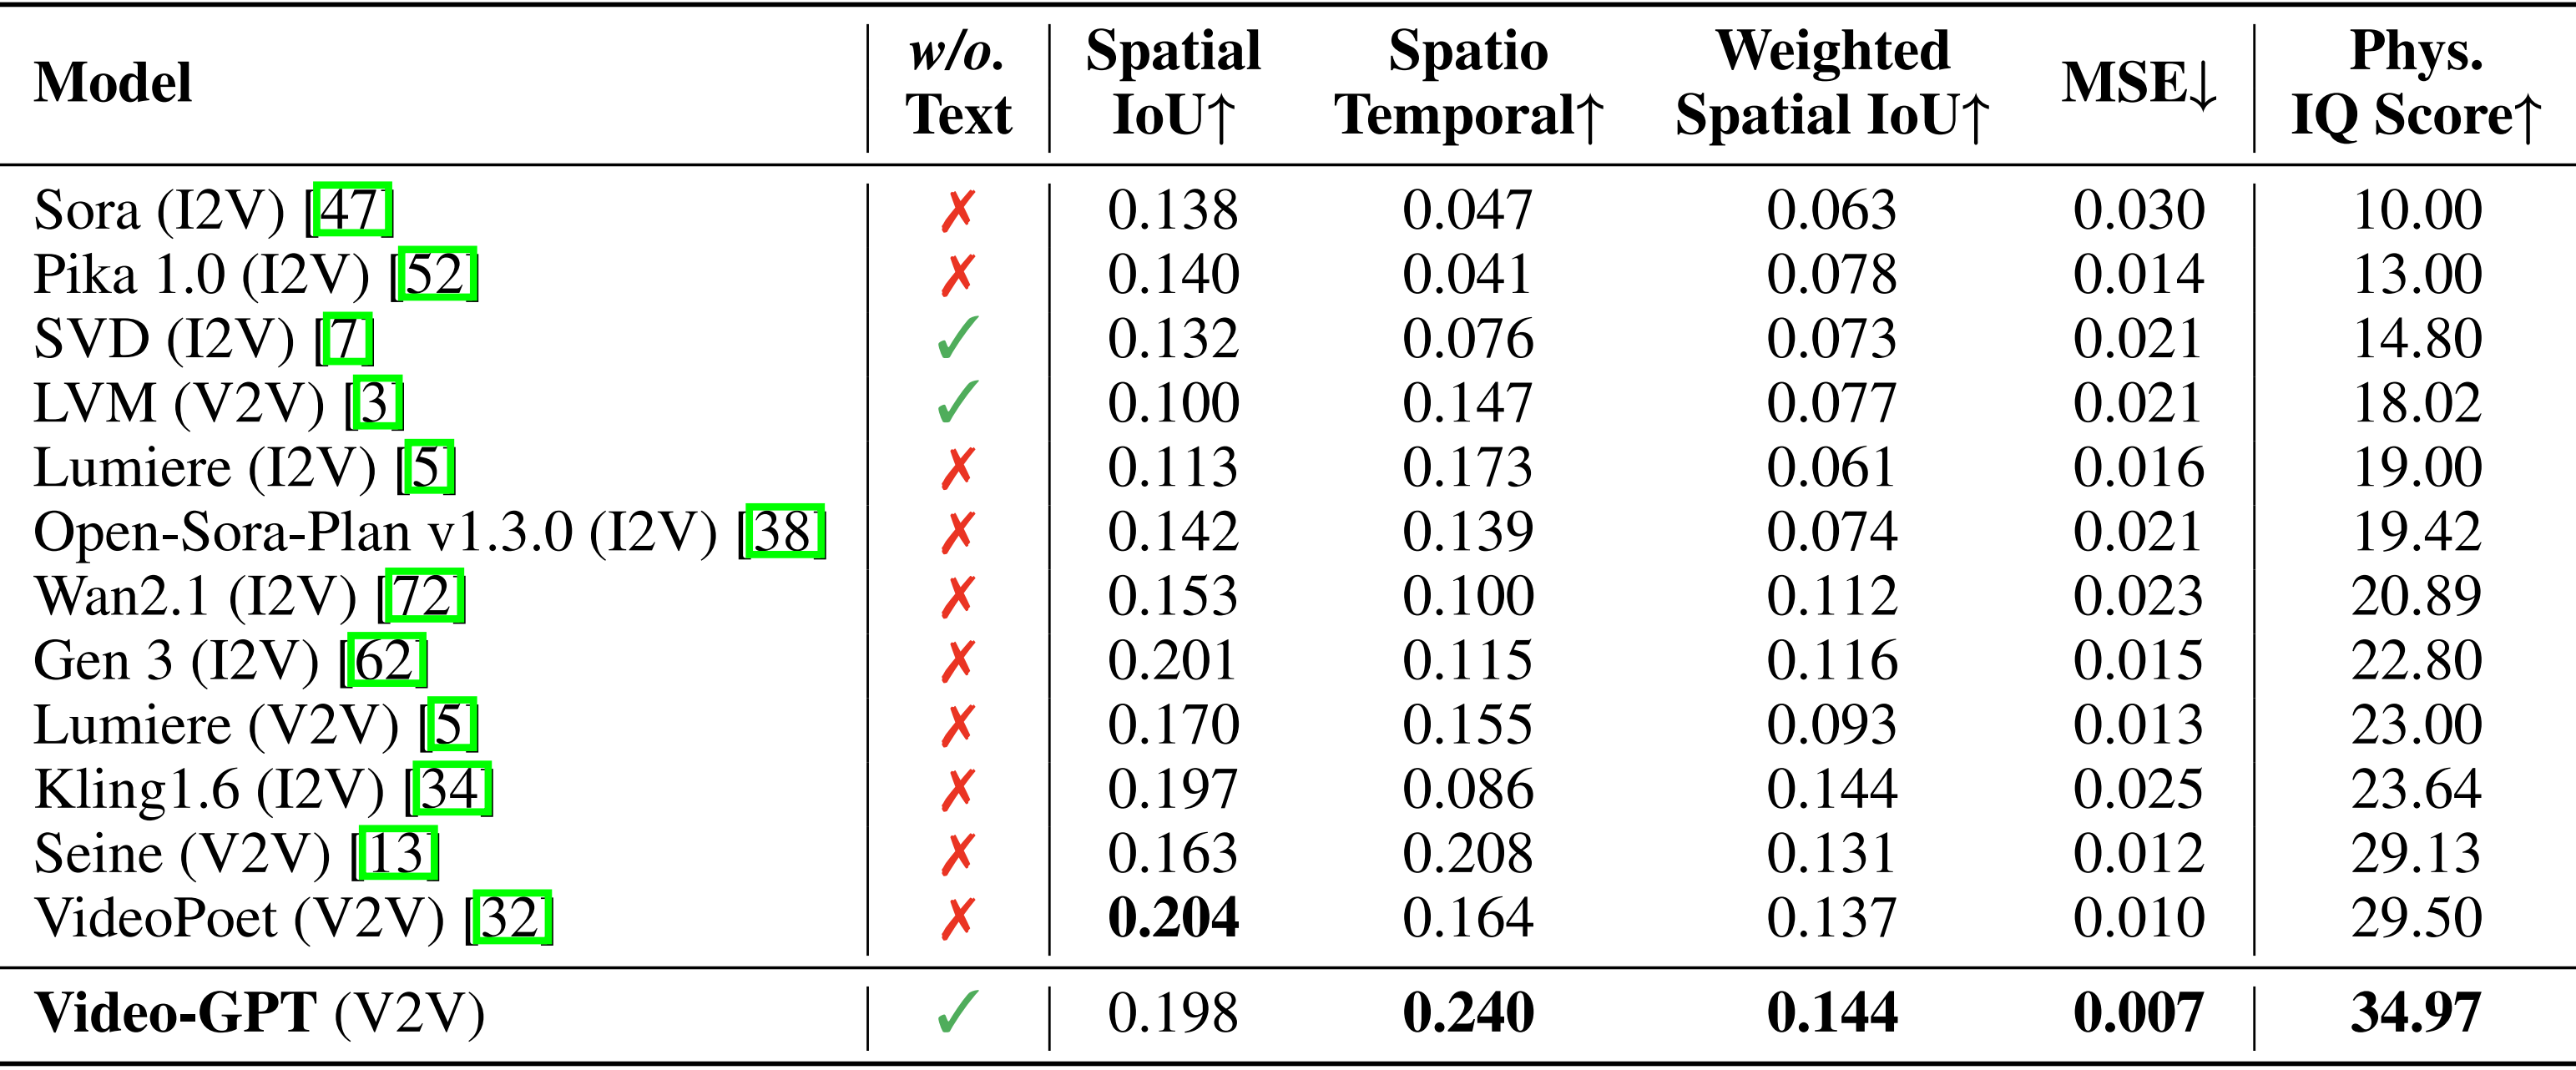 Model w/o. Text Spatial IoU↑ Spatio Temporal↑ Weighted Spatial IoU↑ MSE↓ Phys. IQ Score↑
Sora (I2V) [47] ✗ 0.138 0.047 0.063 0.030 10.00
Pika 1.0 (I2V) [52] ✗ 0.140 0.041 0.078 0.014 13.00
SVD (I2V) [7] ✓ 0.132 0.076 0.073 0.021 14.80
LVM (V2V) [3] ✓ 0.100 0.147 0.077 0.021 18.02
Lumiere (I2V) [5] ✗ 0.113 0.173 0.061 0.016 19.00
Open-Sora-Plan v1.3.0 (I2V) [38] ✗ 0.142 0.139 0.074 0.021 19.42
Wan2.1 (I2V) [72] ✗ 0.153 0.100 0.112 0.023 20.89
Gen 3 (I2V) [62] ✗ 0.201 0.115 0.116 0.015 22.80
Lumiere (V2V) [5] ✗ 0.170 0.155 0.093 0.013 23.00
Kling1.6 (I2V) [34] ✗ 0.197 0.086 0.144 0.025 23.64
Seine (V2V) [13] ✗ 0.163 0.208 0.131 0.012 29.13
VideoPoet (V2V) [32] ✗ 0.204 0.164 0.137 0.010 29.50
Video-GPT (V2V) ✓ 0.198 0.240 0.144 0.007 34.97